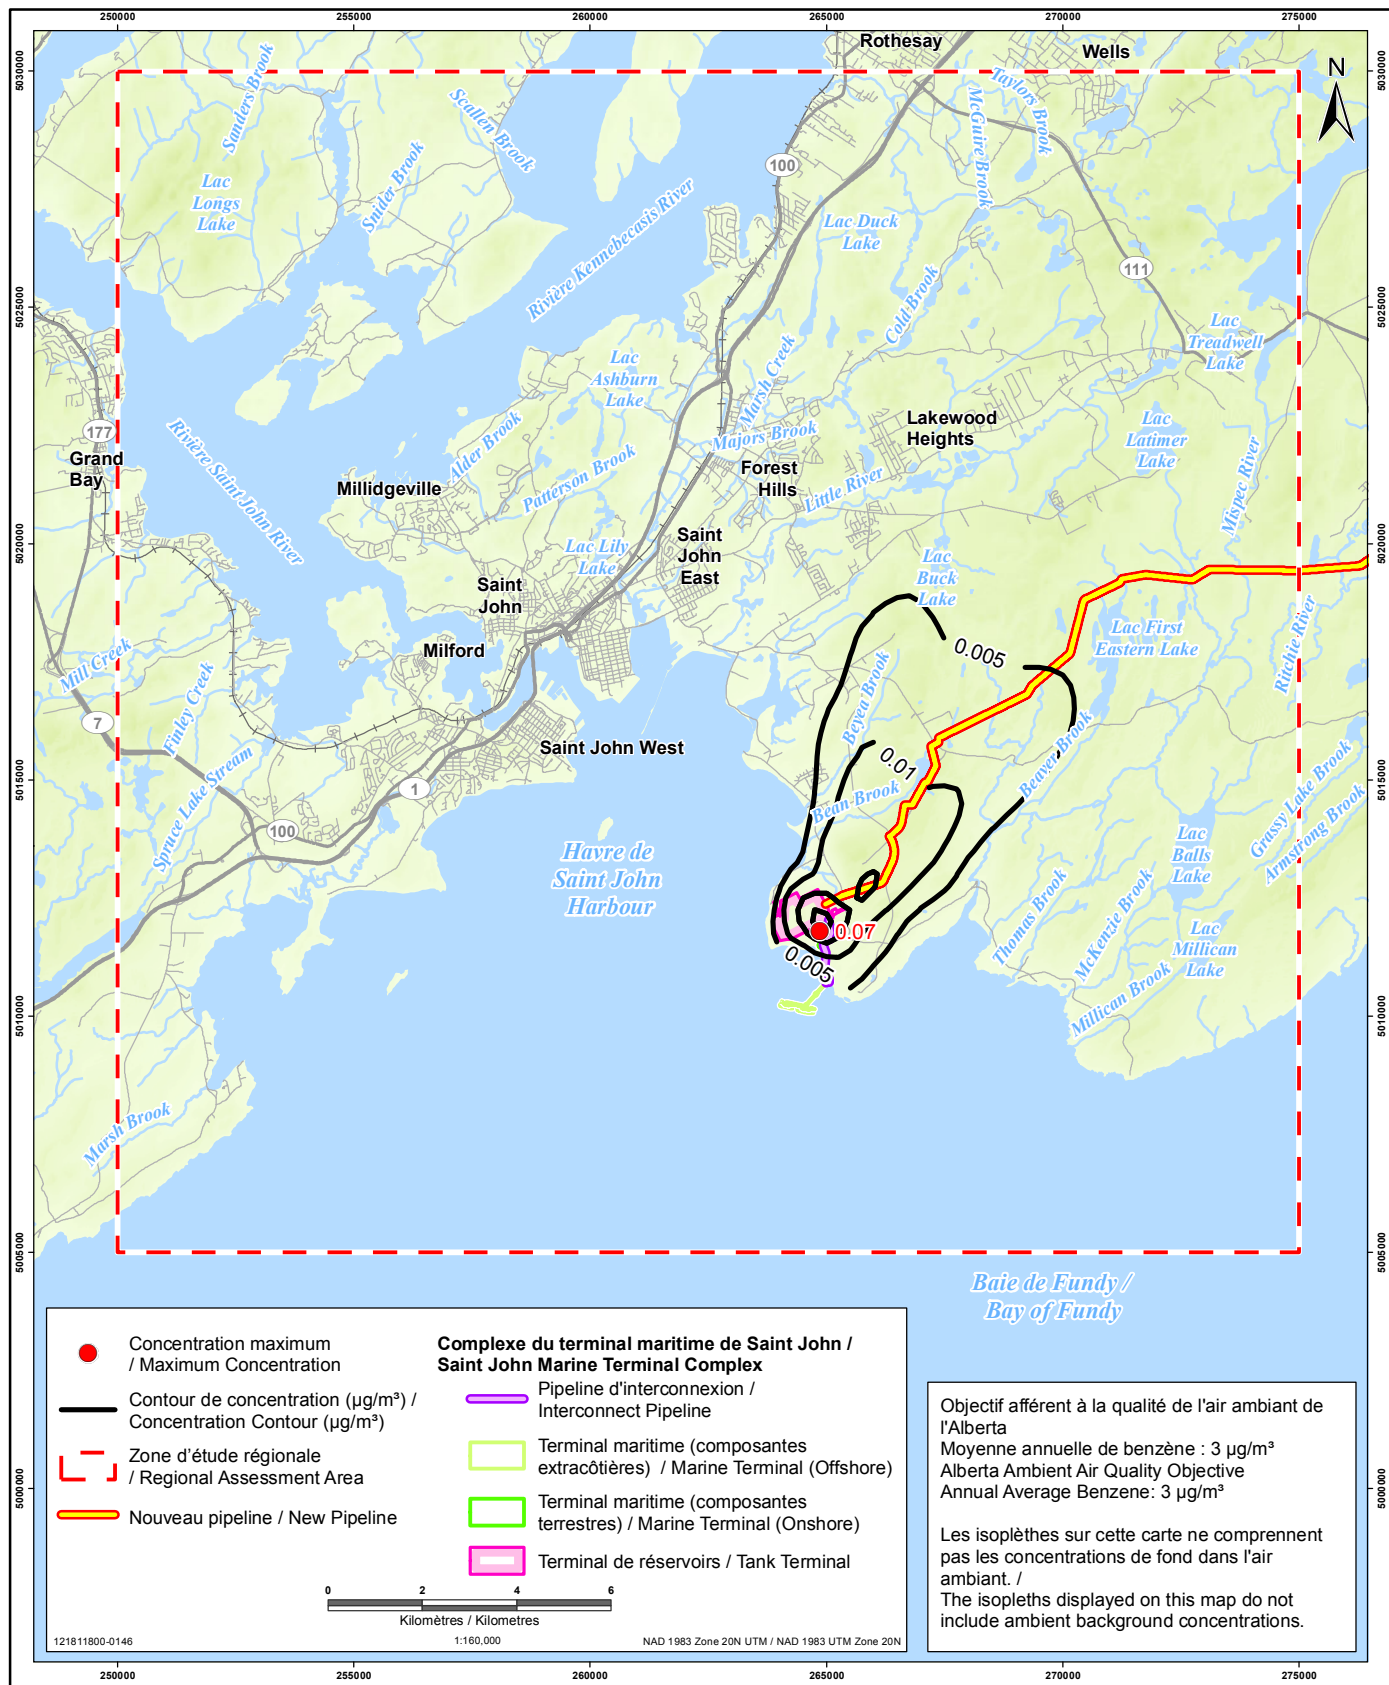 250000
255000
260000
265000
270000
275000
5030000
5030000
Rothesay
Wells
N
Sanders Brook
Scallen Brook
Taylors Brook
McGuire Brook
Snider Brook
100
Lac
Longs
Lake
Rivière Kennebecasis River
Lac Duck
Lake
111
5025000
5025000
Cold Brook
Lac
Treadwell
Lake
Lac
Ashburn
Lake
Marsh Creek
177
Grand
Bay
Rivière Saint John River
Alder Brook
Majors Brook
Lakewood
Heights
Lac
Latimer
Lake
Millidgeville
Patterson Brook
Forest
Hills
Little River
Mispec River
5020000
5020000
Lac Lily
Lake
Saint
John
East
Lac
Buck
Lake
Saint
John
Milford
Lac First
Eastern Lake
Ritchie River
Mill Creek
Finley Creek
0.005
Beyea Brook
7
Saint John West
0.01
Beaver Brook
5015000
5015000
Spruce Lake Stream
1
100
Bean Brook
Grassy Lake Brook
Armstrong Brook
Havre de
Saint John
Harbour
Lac
Balls
Lake
Thomas Brook
McKenzie Brook
0.07
0.005
Lac
Millican
Lake
Millican Brook
5010000
5010000
Marsh Brook
5005000
5005000
Baie de Fundy /
Bay of Fundy
Concentration maximum
/ Maximum Concentration
Contour de concentration (µg/m³) /
Concentration Contour (µg/m³)
Zone d'étude régionale
/ Regional Assessment Area
Nouveau pipeline / New Pipeline
Complexe du terminal maritime de Saint John /
Saint John Marine Terminal Complex
Pipeline d'interconnexion /
Interconnect Pipeline
Terminal maritime (composantes
extracôtières) / Marine Terminal (Offshore)
Terminal maritime (composantes
terrestres) / Marine Terminal (Onshore)
Terminal de réservoirs / Tank Terminal
0 2 4 6
Kilomètres / Kilometres
121811800-0146
1:160,000
NAD 1983 Zone 20N UTM / NAD 1983 UTM Zone 20N
Objectif afférent à la qualité de l'air ambiant de
l'Alberta
Moyenne annuelle de benzène : 3 µg/m³
Alberta Ambient Air Quality Objective
Annual Average Benzene: 3 µg/m³
Les isoplèthes sur cette carte ne comprennent
pas les concentrations de fond dans l'air
ambiant. /
The isopleths displayed on this map do not
include ambient background concentrations.
5000000
5000000
250000
255000
260000
265000
270000
275000